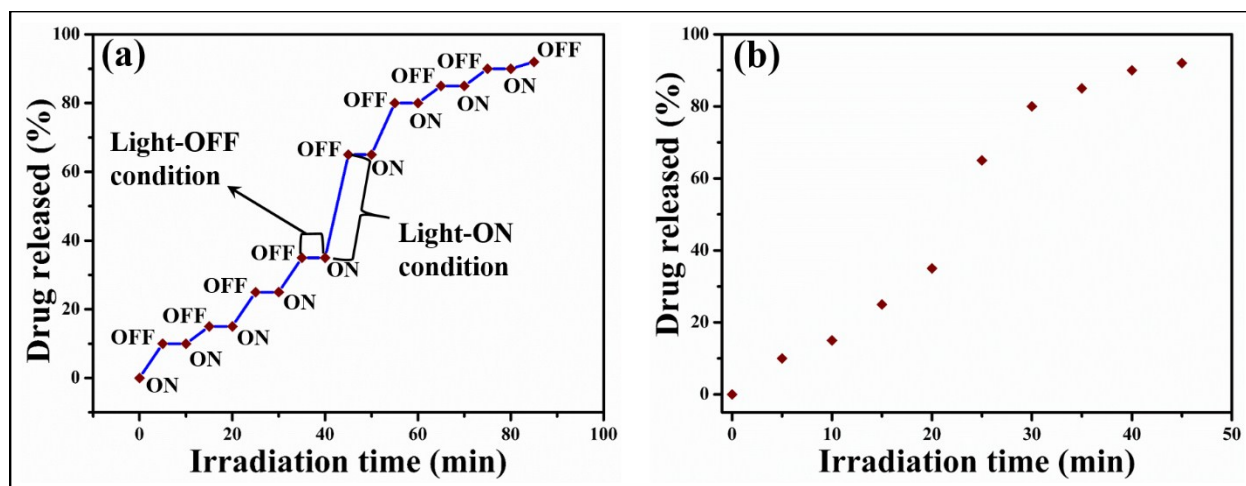 (a)
Drug released (%)
100
80
60
40
20
0
OFF
OFF
OFF
OFF
OFF
OFF
OFF
OFF
OFF
ON
ON
ON
ON
ON
ON
ON
ON
ON
Light-OFF
condition
Light-ON
condition
0 20 40 60 80 100
Irradiation time (min)
(b)
Drug released (%)
100
80
60
40
20
0
0 10 20 30 40 50
Irradiation time (min)